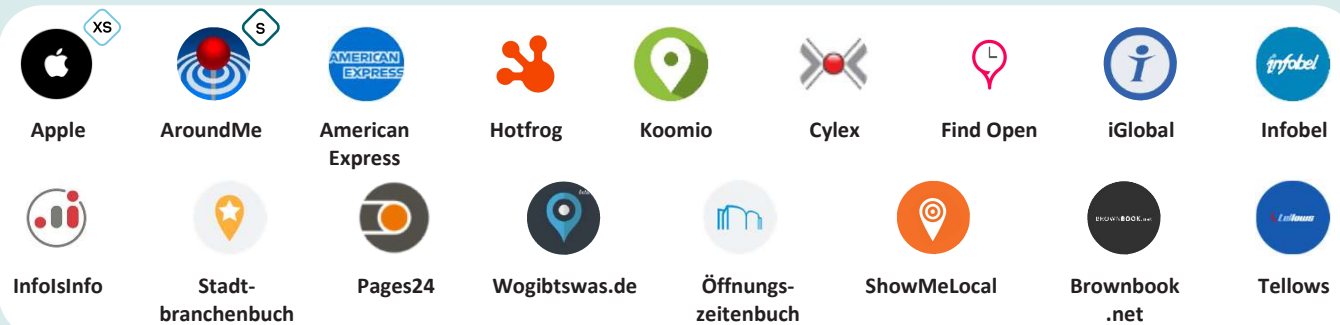 XS
S
AMERICAN
EXPRESS
infobel
Apple AroundMe American Hotfrog Koomio Cylex Find Open iGlobal Infobel
Express
BROWNBOOK.net
tellows
InfoIsInfo Stadt- Pages24 Wogibtswas.de Öffnungs- ShowMeLocal Brownbook Tellows
branchenbuch zeitenbuch .net